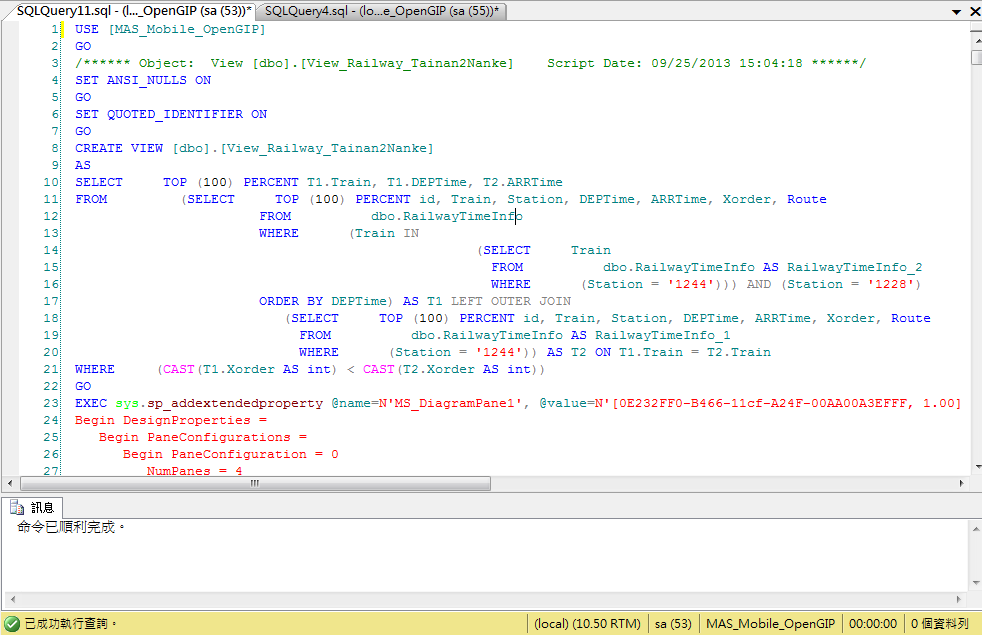 SQLQuery11.sql - (l..._OpenGIP (sa (53))* SQLQuery4.sql - (lo...e_OpenGIP (sa (55))*
1 USE [MAS_Mobile_OpenGIP]
2 GO
3 /****** Object:  View [dbo].[View_Railway_Tainan2Nanke]    Script Date: 09/25/2013 15:04:18 ******/
4 SET ANSI_NULLS ON
5 GO
6 SET QUOTED_IDENTIFIER ON
7 GO
8 CREATE VIEW [dbo].[View_Railway_Tainan2Nanke]
9 AS
10 SELECT     TOP (100) PERCENT T1.Train, T1.DEPTime, T2.ARRTime
11 FROM         (SELECT     TOP (100) PERCENT id, Train, Station, DEPTime, ARRTime, Xorder, Route
12 FROM          dbo.RailwayTimeInfo
13 WHERE      (Train IN
14 (SELECT     Train
15 FROM          dbo.RailwayTimeInfo AS RailwayTimeInfo_2
16 WHERE      (Station = '1244'))) AND (Station = '1228')
17 ORDER BY DEPTime) AS T1 LEFT OUTER JOIN
18 (SELECT     TOP (100) PERCENT id, Train, Station, DEPTime, ARRTime, Xorder, Route
19 FROM          dbo.RailwayTimeInfo AS RailwayTimeInfo_1
20 WHERE      (Station = '1244')) AS T2 ON T1.Train = T2.Train
21 WHERE     (CAST(T1.Xorder AS int) < CAST(T2.Xorder AS int))
22 GO
23 EXEC sys.sp_addextendedproperty @name=N'MS_DiagramPane1', @value=N'[0E232FF0-B466-11cf-A24F-00AA00A3EFFF, 1.00]
24 Begin DesignProperties =
25 Begin PaneConfigurations =
26 Begin PaneConfiguration = 0
27 NumPanes = 4
訊息
命令已順利完成。
已成功執行查詢。 (local) (10.50 RTM) sa (53) MAS_Mobile_OpenGIP 00:00:00 0 個資料列